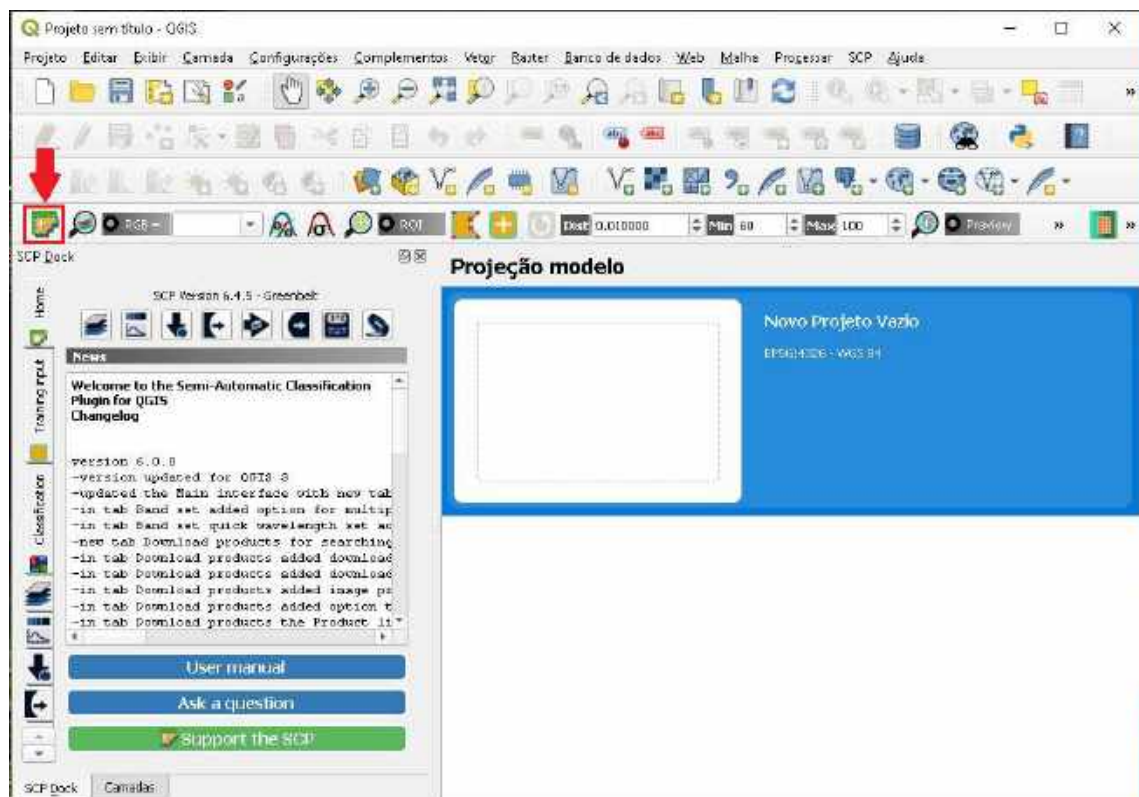 Projeto sem título - QGIS
Projeto Editar Exibir Camada Configurações Complementos Vetor Raster Banco de dados Web Malha Processar SCP Ajuda
RGB = ROI Dist 0.010000 Min 60 Max 100 Preview
SCP Dock
Projeção modelo
Home
Training input
Classification
SCP Version 6.4.5 - Greenbelt
News
Welcome to the Semi-Automatic Classification
Plugin for QGIS
Changelog
version 6.0.0
-version updated for QGIS 3
-updated the Main interface with new tab
-in tab Band set added option for multip
-in tab Band set quick wavelength set
-new tab Download products for searching
-in tab Download products added download
-in tab Download products added download
-in tab Download products added image
-in tab Download products added option t
-in tab Download products the Product li
User manual
Ask a question
Support the SCP
SCP Dock Camadas
Novo Projeto Vazio
EPSG:4326 - WGS 84